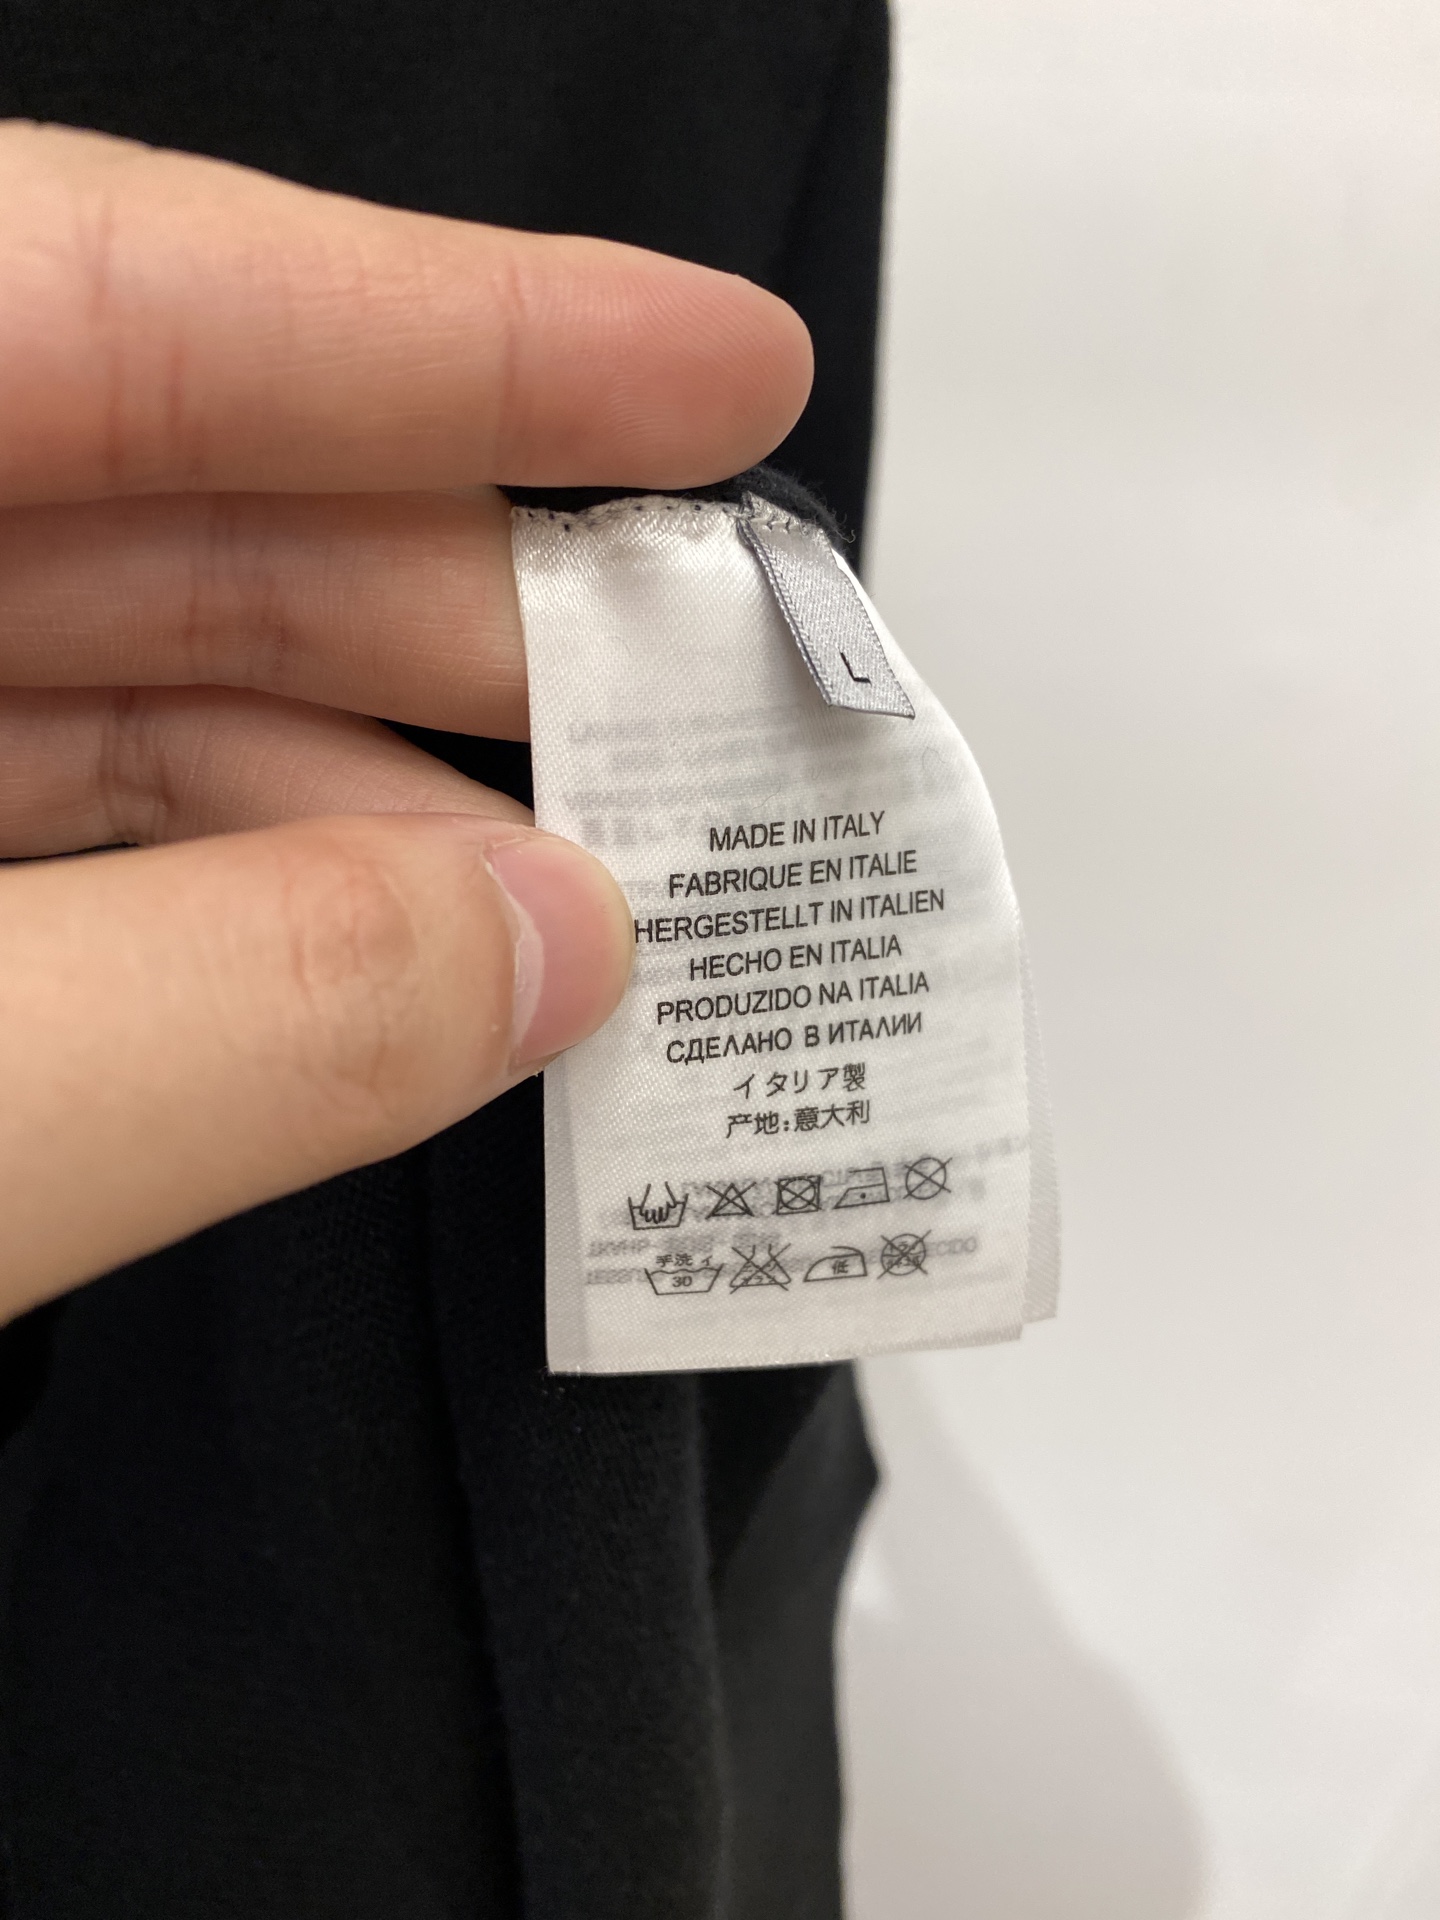 L
MADE IN ITALY
FABRIQUE EN ITALIE
HERGESTELLT IN ITALIEN
HECHO EN ITALIA
PRODUZIDO NA ITALIA
СДЕЛАНО В ИТАЛИИ
イタリア製
产地:意大利
手洗イ
30
低